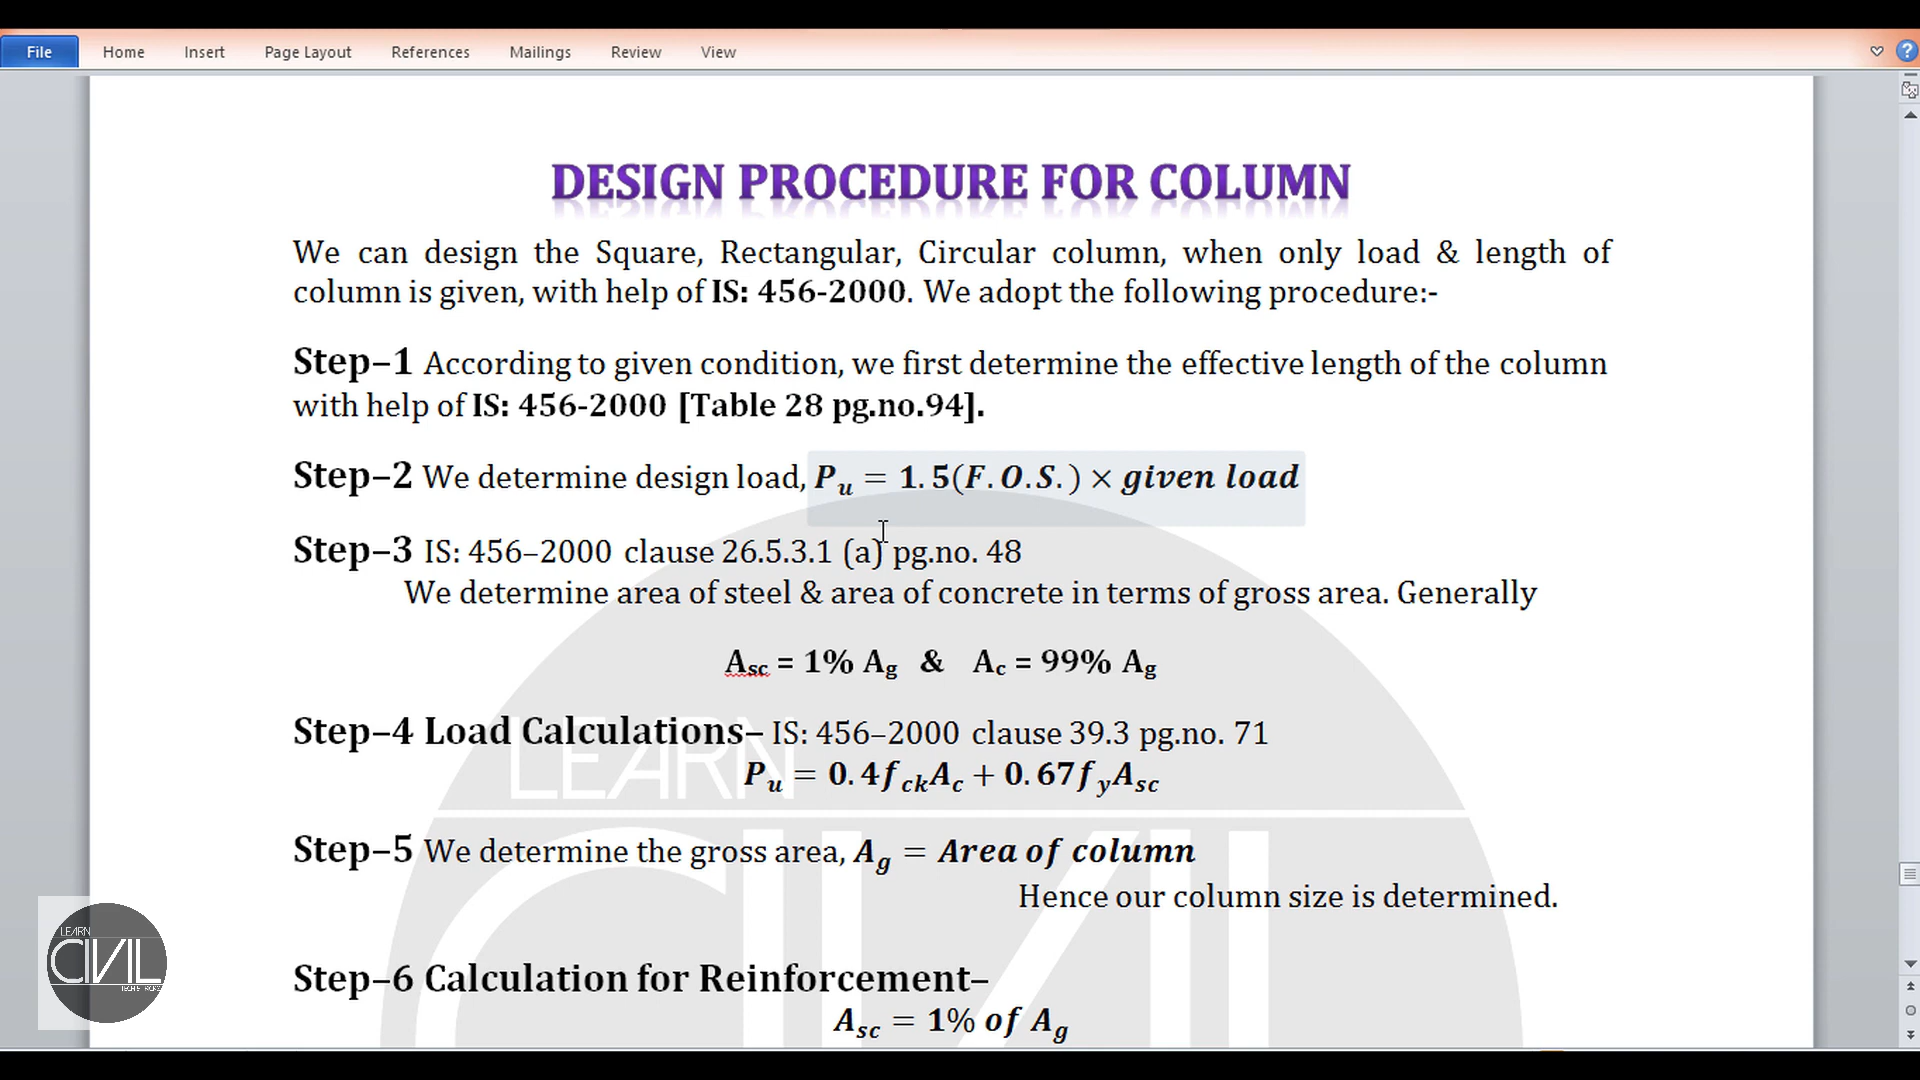 File Home Insert Page Layout References Mailings Review View
DESIGN PROCEDURE FOR COLUMN
We can design the Square, Rectangular, Circular column, when only load & length of
column is given, with help of IS: 456-2000. We adopt the following procedure:-
Step–1 According to given condition, we first determine the effective length of the column
with help of IS: 456-2000 [Table 28 pg.no.94].
Step–2 We determine design load, Pu = 1.5(F.O.S.) × given load
Step–3 IS: 456–2000 clause 26.5.3.1 (a) pg.no. 48
We determine area of steel & area of concrete in terms of gross area. Generally
Asc = 1% Ag & Ac = 99% Ag
Step–4 Load Calculations– IS: 456–2000 clause 39.3 pg.no. 71
Pu = 0.4fckAc + 0.67fyAsc
Step–5 We determine the gross area, Ag = Area of column
Hence our column size is determined.
Step–6 Calculation for Reinforcement–
Asc = 1% of Ag
LEARN
CIVIL
LEARN
CIVIL